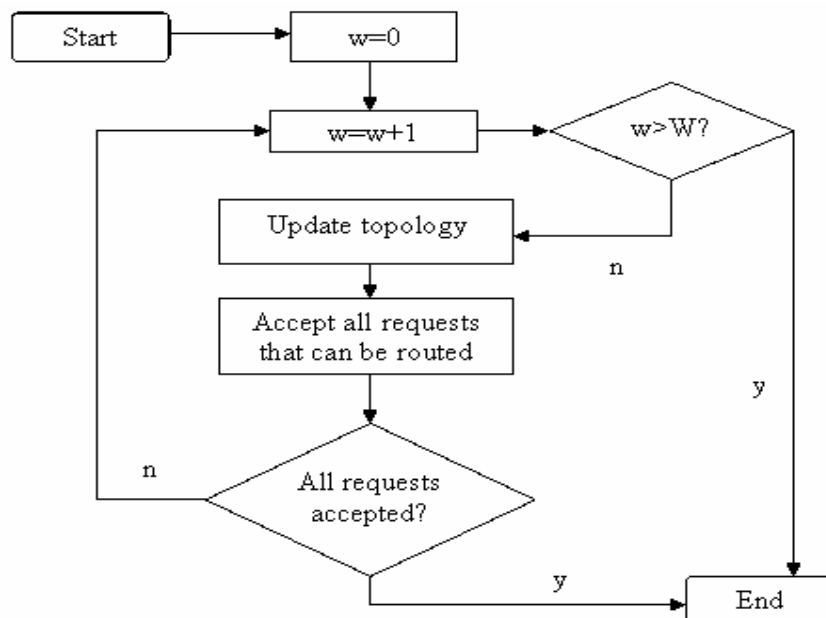 Start
w=0
w=w+1
w>W?
Update topology
n
Accept all requests
that can be routed
y
n
All requests
accepted?
y
End